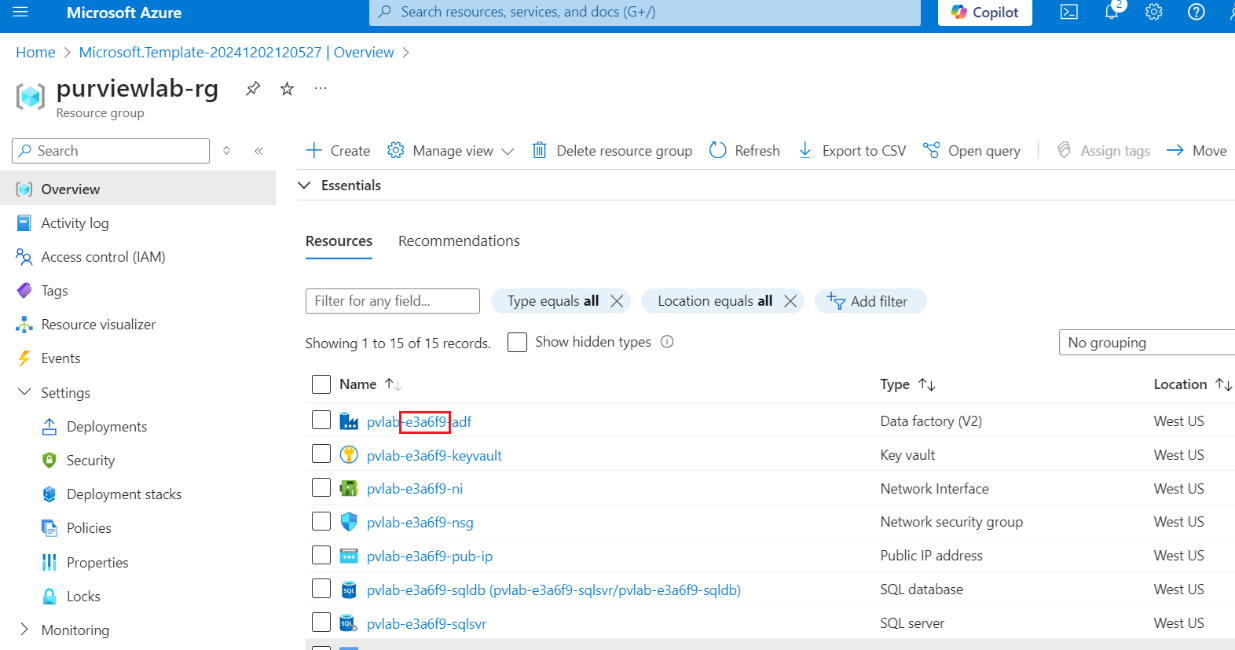 Microsoft Azure
Search resources, services, and docs (G+/)
Copilot
2
Home > Microsoft.Template-20241202120527 | Overview >
purviewlab-rg
Resource group
Search
Create
Manage view
Delete resource group
Refresh
Export to CSV
Open query
Assign tags
Move
Overview
Activity log
Access control (IAM)
Tags
Resource visualizer
Events
Settings
Deployments
Security
Deployment stacks
Policies
Properties
Locks
Monitoring
Essentials
Resources Recommendations
Filter for any field...
Type equals all
Location equals all
Add filter
Showing 1 to 15 of 15 records.
Show hidden types
No grouping
Name Type Location
pvlab-e3a6f9-adf Data factory (V2) West US
pvlab-e3a6f9-keyvault Key vault West US
pvlab-e3a6f9-ni Network Interface West US
pvlab-e3a6f9-nsg Network security group West US
pvlab-e3a6f9-pub-ip Public IP address West US
pvlab-e3a6f9-sqldb (pvlab-e3a6f9-sqlsvr/pvlab-e3a6f9-sqldb) SQL database West US
pvlab-e3a6f9-sqlsvr SQL server West US